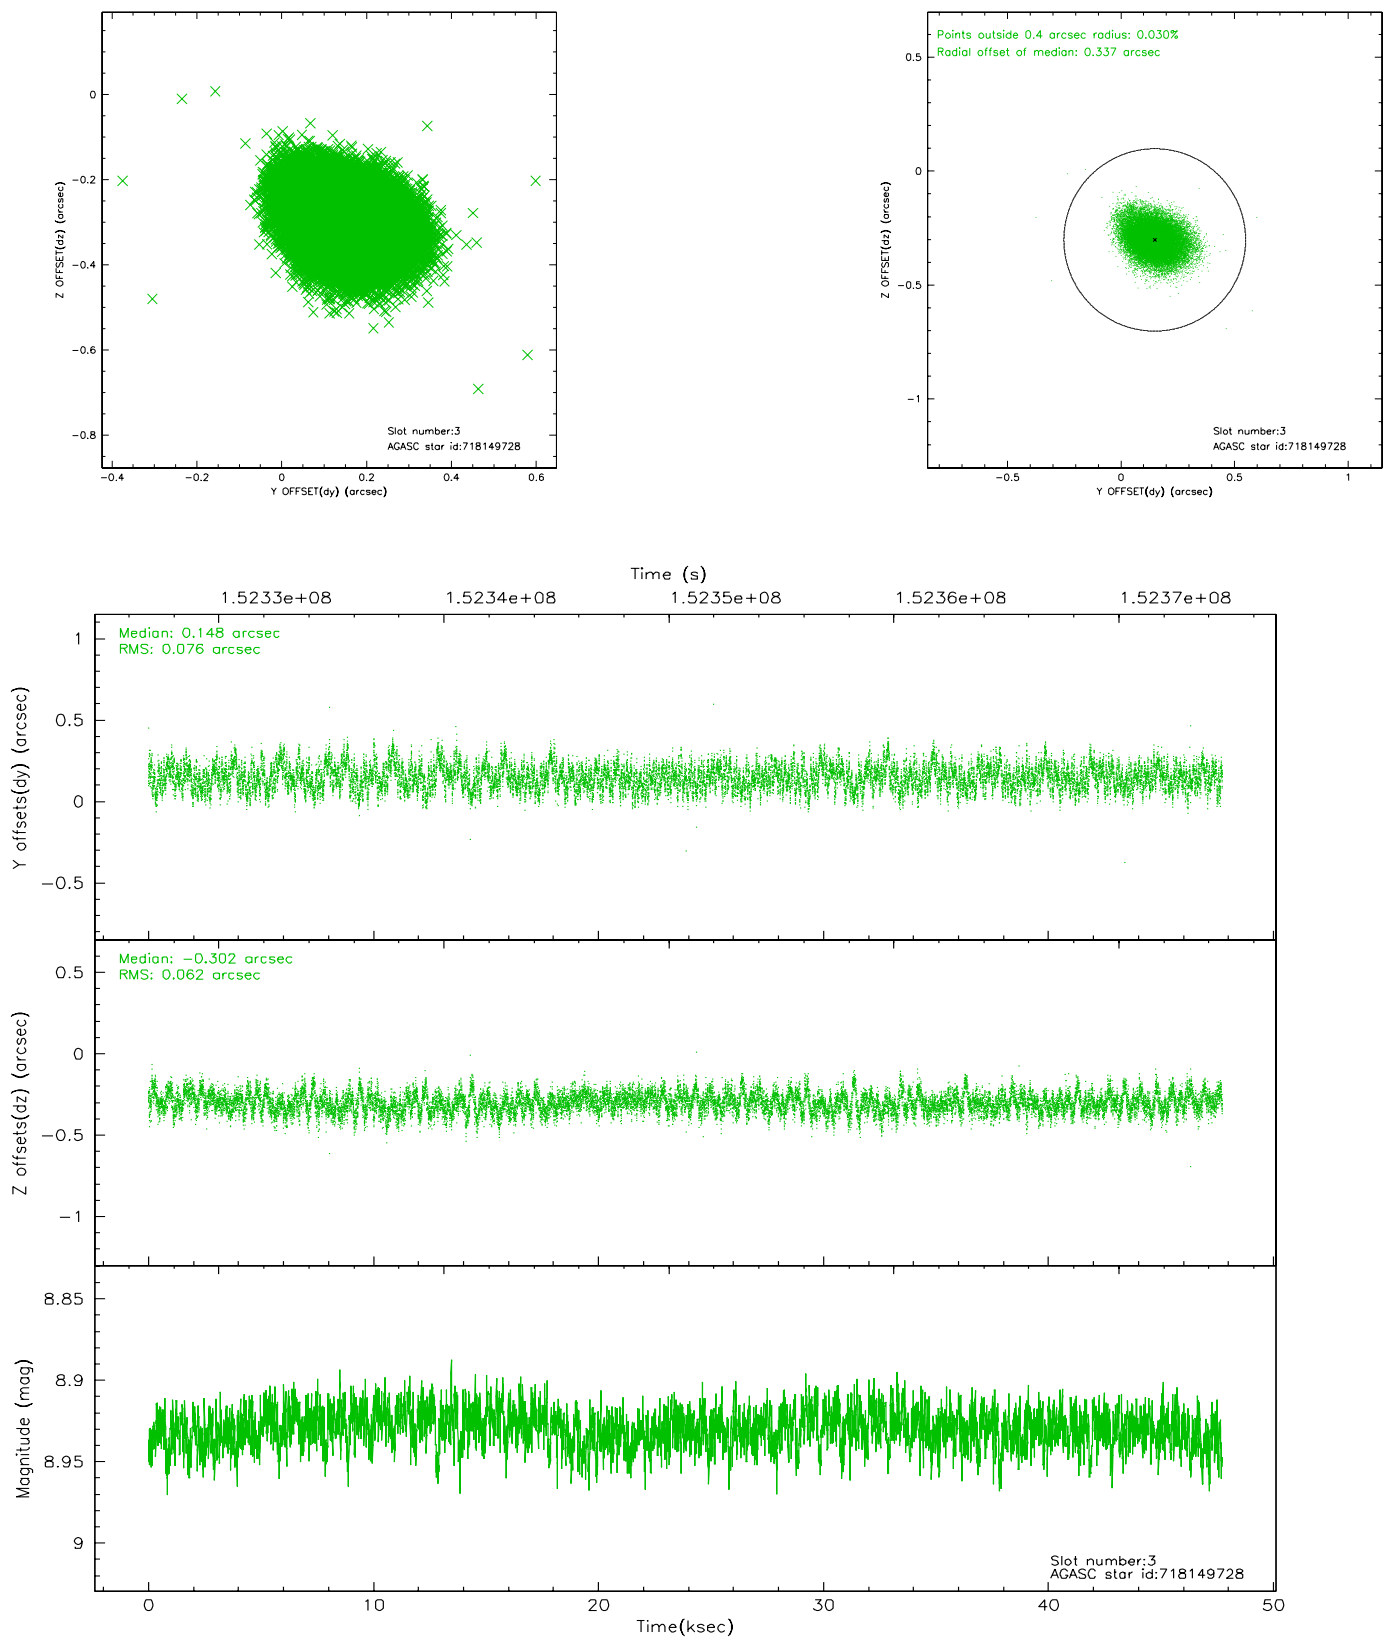 0
−0.2
−0.4
−0.6
−0.8
Z OFFSET(dz) (arcsec)
Slot number:3
AGASC star id:718149728
−0.4
−0.2
0
0.2
0.4
0.6
Y OFFSET(dy) (arcsec)
Points outside 0.4 arcsec radius: 0.030%
Radial offset of median: 0.337 arcsec
0.5
0
−0.5
−1
Z OFFSET(dz) (arcsec)
Slot number:3
AGASC star id:718149728
−0.5
0
0.5
1
Y OFFSET(dy) (arcsec)
Time (s)
1.5233e+08
1.5234e+08
1.5235e+08
1.5236e+08
1.5237e+08
Median: 0.148 arcsec
RMS: 0.076 arcsec
1
0.5
0
−0.5
Y offsets(dy) (arcsec)
Median: −0.302 arcsec
RMS: 0.062 arcsec
0.5
0
−0.5
−1
Z offsets(dz) (arcsec)
8.85
8.9
8.95
9
Magnitude (mag)
Slot number:3
AGASC star id:718149728
0
10
20
30
40
50
Time(ksec)